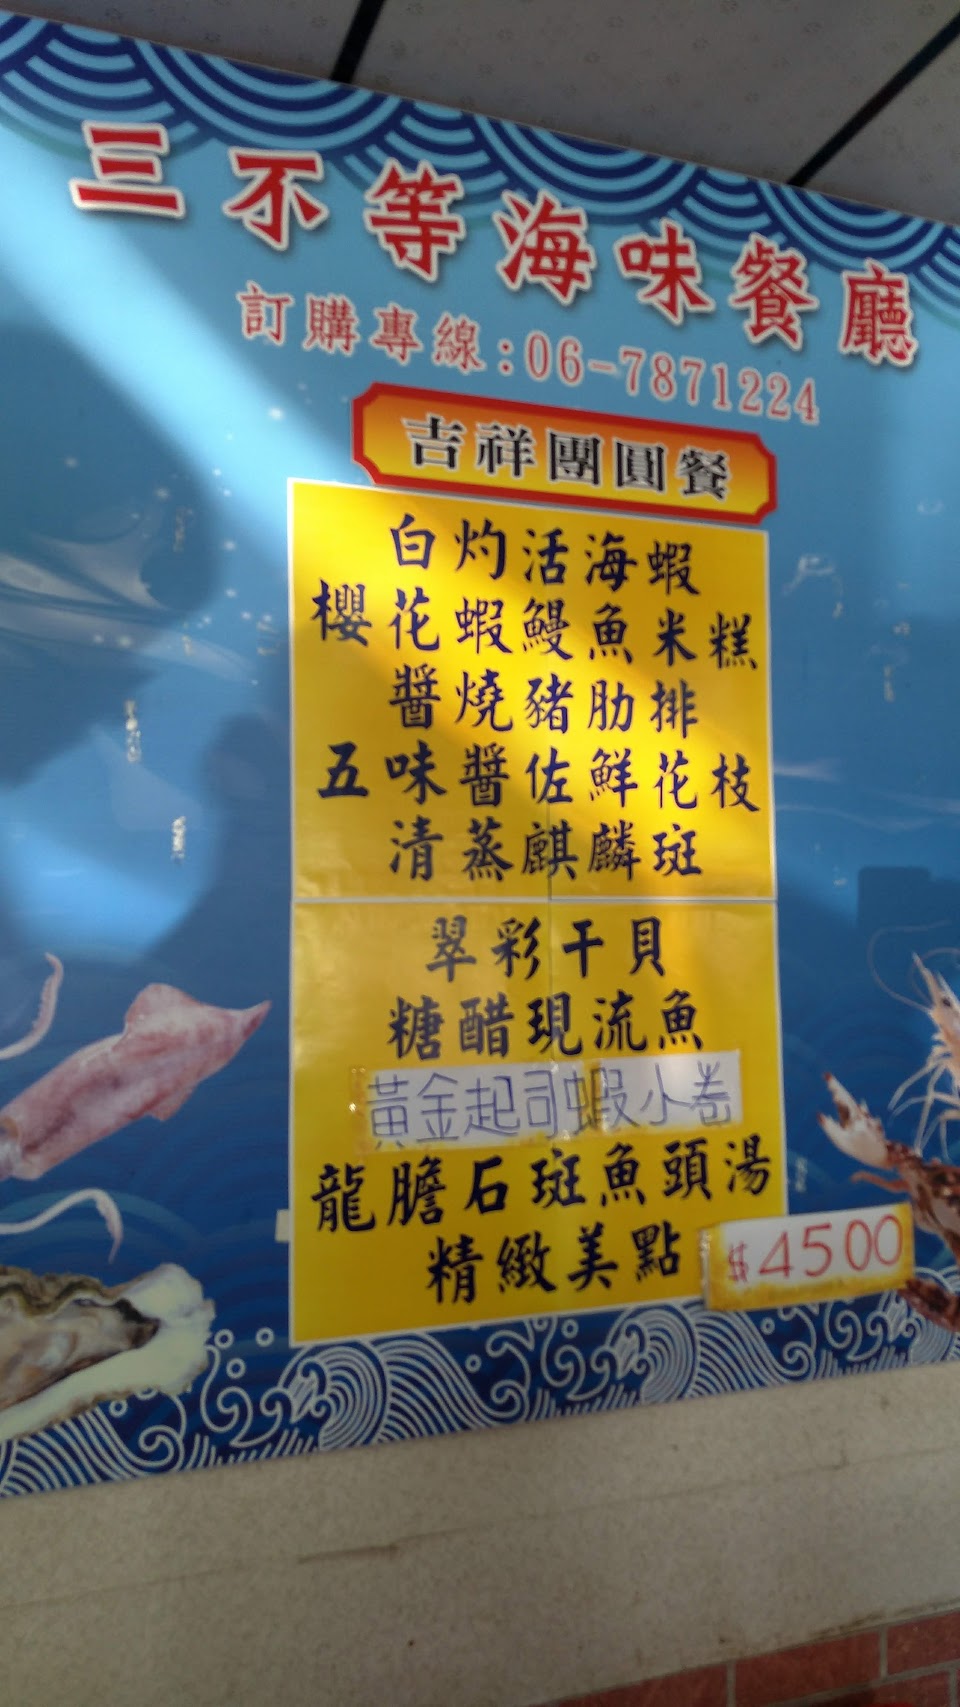 三不等海味餐廳
訂購專線:06-7871224
吉祥團圓餐
白灼活海蝦
櫻花蝦鰻魚米糕
醬燒豬肋排
五味醬佐鮮花枝
清蒸麒麟斑
翠彩干貝
糖醋現流魚
黃金起司蝦小卷
龍膽石斑魚頭湯
精緻美點
$4500